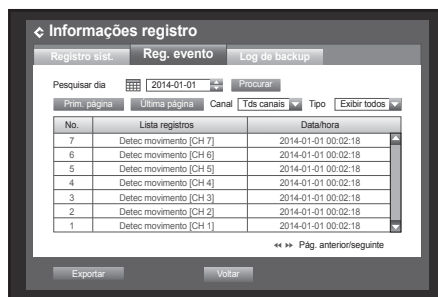 Informações registro
Registro sist. Reg. evento Log de backup
Pesquisar dia 2014-01-01 Procurar
Prim. página Última página Canal Tds canais Tipo Exibir todos
No. Lista registros Data/hora
7 Detec movimento [CH 7] 2014-01-01 00:02:18
6 Detec movimento [CH 6] 2014-01-01 00:02:18
5 Detec movimento [CH 5] 2014-01-01 00:02:18
4 Detec movimento [CH 4] 2014-01-01 00:02:18
3 Detec movimento [CH 3] 2014-01-01 00:02:18
2 Detec movimento [CH 2] 2014-01-01 00:02:18
1 Detec movimento [CH 1] 2014-01-01 00:02:18
Pág. anterior/seguinte
Exportar Voltar